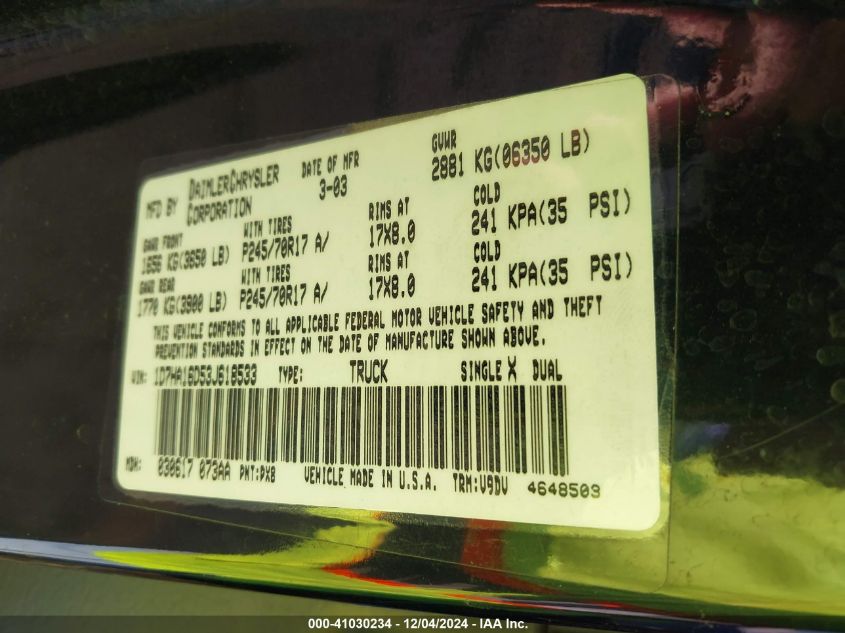 MFD BY DAIMLERCHRYSLER CORPORATION DATE OF MFR 3-03 GVWR 2881 KG(06350 LB)
GAWR FRONT WITH TIRES RIMS AT COLD
1656 KG(3650 LB) P245/70R17 A/ 17X8.0 241 KPA(35 PSI)
GAWR REAR WITH TIRES RIMS AT COLD
1770 KG(3900 LB) P245/70R17 A/ 17X8.0 241 KPA(35 PSI)
THIS VEHICLE CONFORMS TO ALL APPLICABLE FEDERAL MOTOR VEHICLE SAFETY AND THEFT
PREVENTION STANDARDS IN EFFECT ON THE DATE OF MANUFACTURE SHOWN ABOVE.
VIN: 1D7HA16D53J618533 TYPE: TRUCK SINGLE X DUAL
MDH: 030617 073AA PNT:PX8 VEHICLE MADE IN U.S.A. TRM:V9DV 4648503
000-41030234 - 12/04/2024 - IAA Inc.